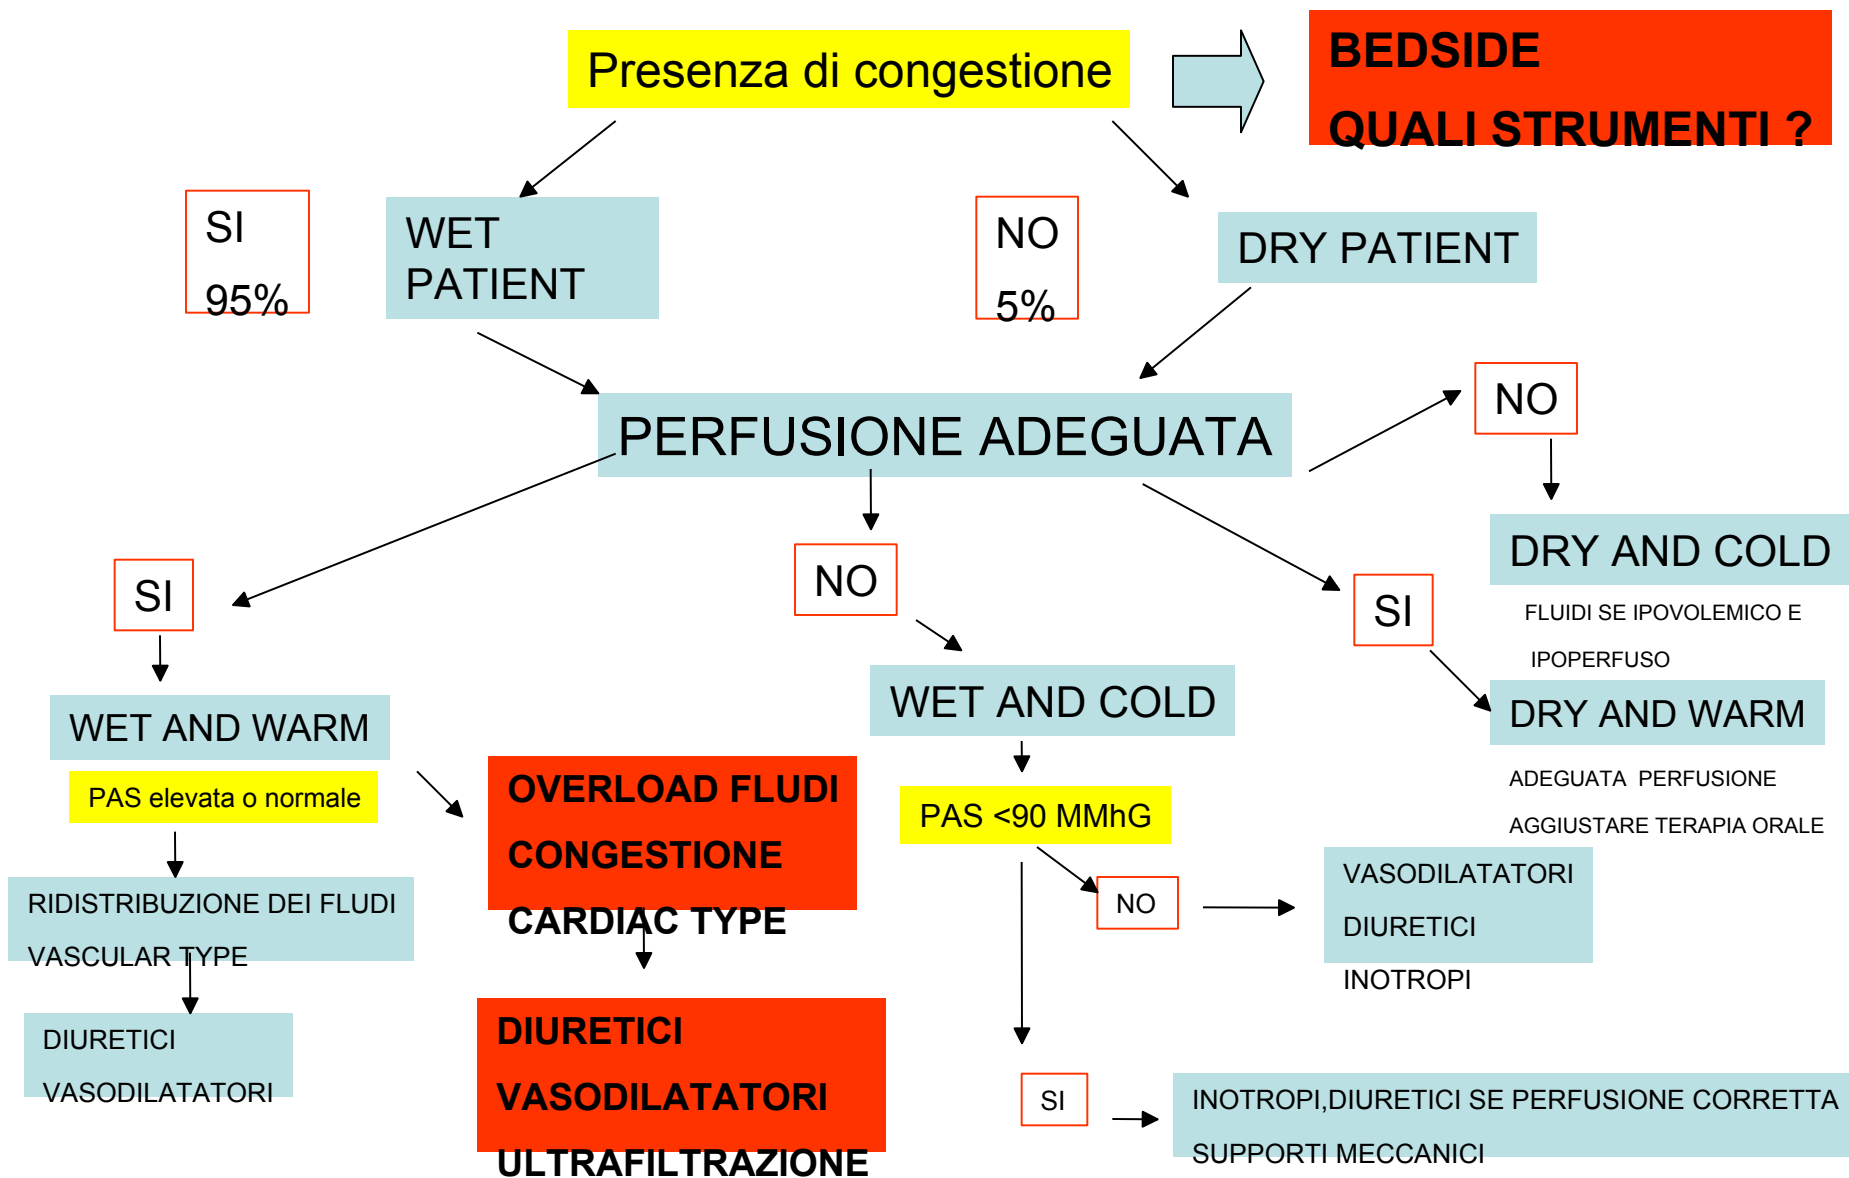 Presenza di congestione
BEDSIDE
QUALI STRUMENTI ?
SI
95%
WET
PATIENT
NO
5%
DRY PATIENT
PERFUSIONE ADEGUATA
NO
DRY AND COLD
FLUIDI SE IPOVOLEMICO E
IPOPERFUSO
SI
NO
SI
DRY AND WARM
ADEGUATA PERFUSIONE
AGGIUSTARE TERAPIA ORALE
WET AND WARM
PAS elevata o normale
RIDISTRIBUZIONE DEI FLUDI
VASCULAR TYPE
DIURETICI
VASODILATATORI
OVERLOAD FLUDI
CONGESTIONE
CARDIAC TYPE
DIURETICI
VASODILATATORI
ULTRAFILTRAZIONE
WET AND COLD
PAS <90 MMhG
NO
VASODILATATORI
DIURETICI
INOTROPI
SI
INOTROPI,DIURETICI SE PERFUSIONE CORRETTA
SUPPORTI MECCANICI